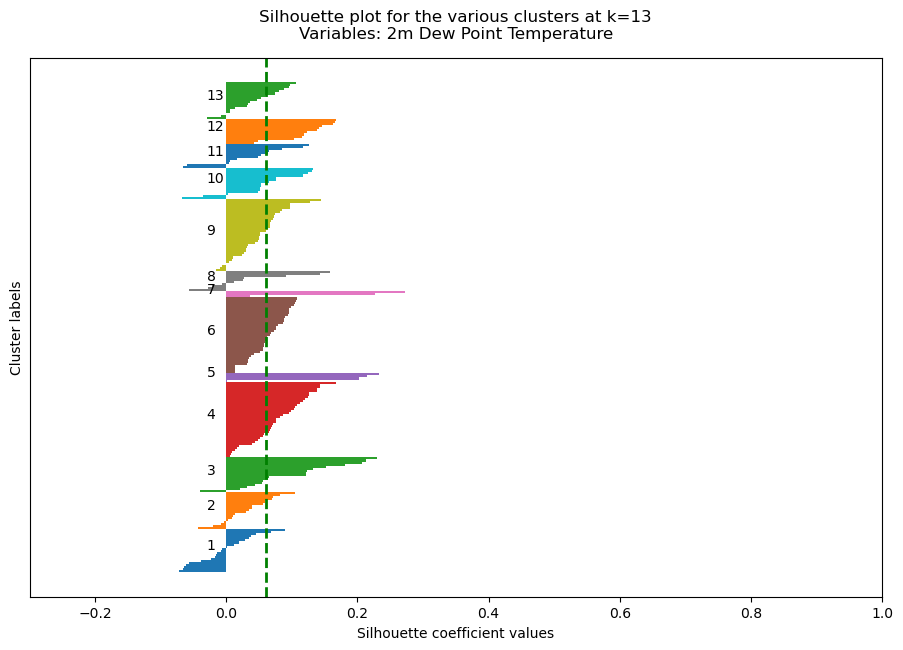 Silhouette plot for the various clusters at k=13
Variables: 2m Dew Point Temperature
13
12
11
10
9
8
7
6
5
4
3
2
1
Cluster labels
−0.2 0.0 0.2 0.4 0.6 0.8 1.0
Silhouette coefficient values